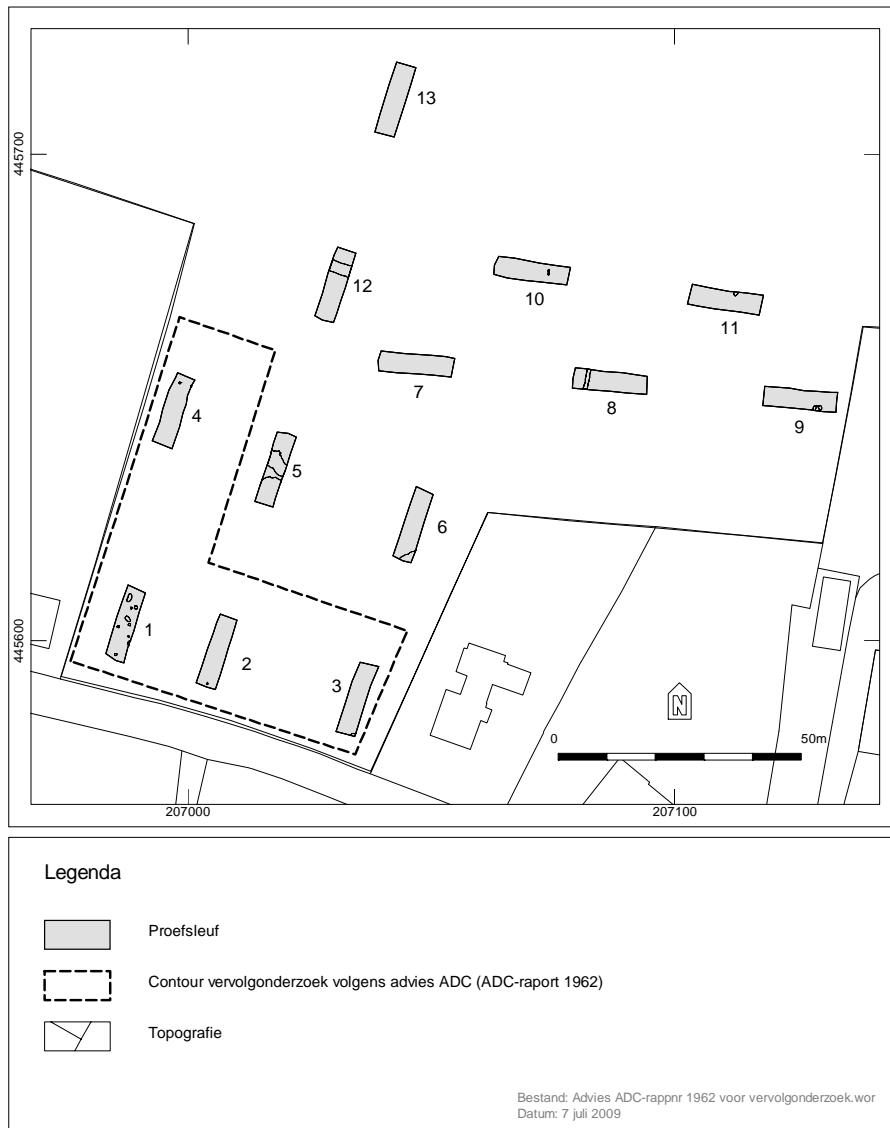 13
445700
12
10
11
7
8
9
4
5
6
1
2
3
445600
N
0
50m
207000
207100
Legenda
Proefsleuf
Contour vervolgonderzoek volgens advies ADC (ADC-raport 1962)
Topografie
Bestand: Advies ADC-rappnr 1962 voor vervolgonderzoek.wor
Datum: 7 juli 2009